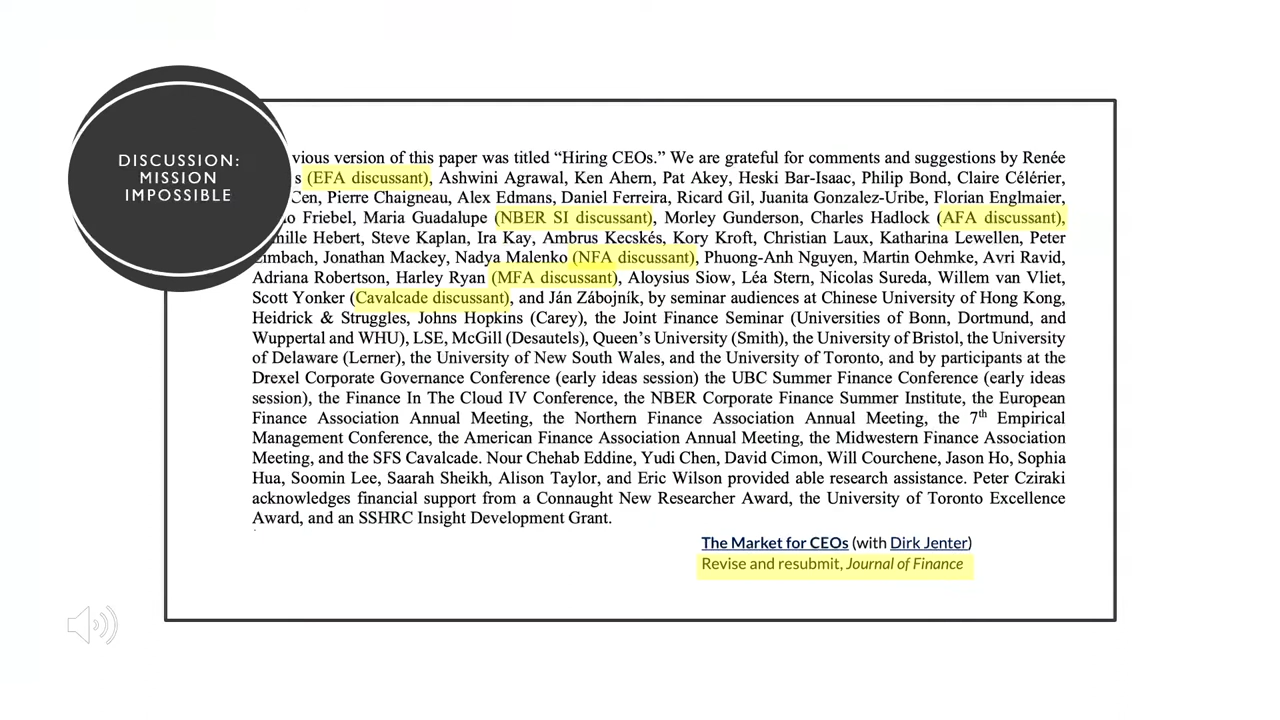 DISCUSSION:
MISSION
IMPOSSIBLE
vious version of this paper was titled “Hiring CEOs.” We are grateful for comments and suggestions by Renée
s (EFA discussant), Ashwini Agrawal, Ken Ahern, Pat Akey, Heski Bar-Isaac, Philip Bond, Claire Célérier,
Cen, Pierre Chaigneau, Alex Edmans, Daniel Ferreira, Ricard Gil, Juanita Gonzalez-Uribe, Florian Englmaier,
o Friebel, Maria Guadalupe (NBER SI discussant), Morley Gunderson, Charles Hadlock (AFA discussant),
mille Hebert, Steve Kaplan, Ira Kay, Ambrus Kecskés, Kory Kroft, Christian Laux, Katharina Lewellen, Peter
imbach, Jonathan Mackey, Nadya Malenko (NFA discussant), Phuong-Anh Nguyen, Martin Oehmke, Avri Ravid,
Adriana Robertson, Harley Ryan (MFA discussant), Aloysius Siow, Léa Stern, Nicolas Sureda, Willem van Vliet,
Scott Yonker (Cavalcade discussant), and Ján Zábojník, by seminar audiences at Chinese University of Hong Kong,
Heidrick & Struggles, Johns Hopkins (Carey), the Joint Finance Seminar (Universities of Bonn, Dortmund, and
Wuppertal and WHU), LSE, McGill (Desautels), Queen’s University (Smith), the University of Bristol, the University
of Delaware (Lerner), the University of New South Wales, and the University of Toronto, and by participants at the
Drexel Corporate Governance Conference (early ideas session) the UBC Summer Finance Conference (early ideas
session), the Finance In The Cloud IV Conference, the NBER Corporate Finance Summer Institute, the European
Finance Association Annual Meeting, the Northern Finance Association Annual Meeting, the 7th Empirical
Management Conference, the American Finance Association Annual Meeting, the Midwestern Finance Association
Meeting, and the SFS Cavalcade. Nour Chehab Eddine, Yudi Chen, David Cimon, Will Courchene, Jason Ho, Sophia
Hua, Soomin Lee, Saarah Sheikh, Alison Taylor, and Eric Wilson provided able research assistance. Peter Cziraki
acknowledges financial support from a Connaught New Researcher Award, the University of Toronto Excellence
Award, and an SSHRC Insight Development Grant.
The Market for CEOs (with Dirk Jenter)
Revise and resubmit, Journal of Finance